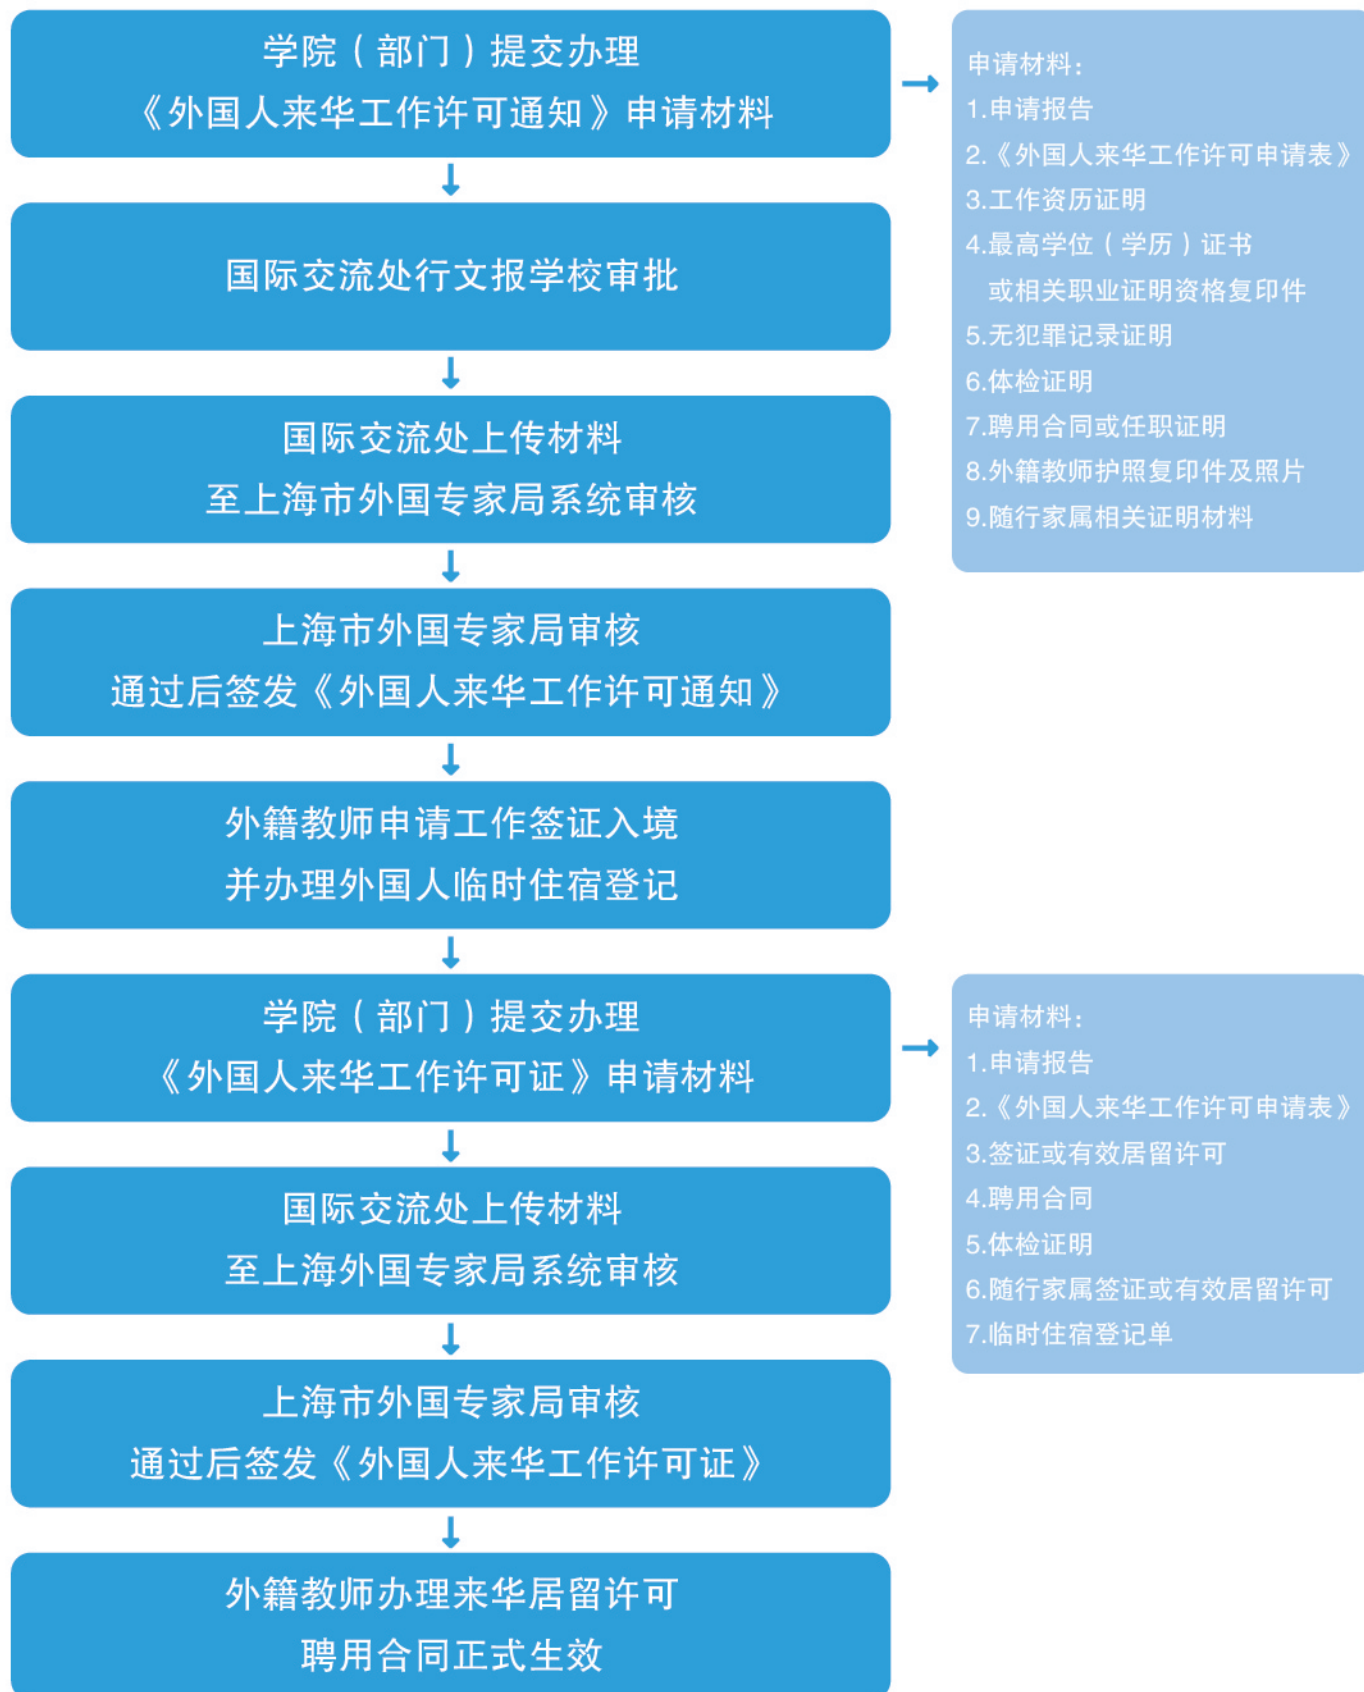 学院（部门）提交办理
《外国人来华工作许可通知》申请材料
申请材料：
1.申请报告
2.《外国人来华工作许可申请表》
3.工作资历证明
4.最高学位（学历）证书
或相关职业证明资格复印件
5.无犯罪记录证明
6.体检证明
7.聘用合同或任职证明
8.外籍教师护照复印件及照片
9.随行家属相关证明材料
国际交流处行文报学校审批
国际交流处上传材料
至上海市外国专家局系统审核
上海市外国专家局审核
通过后签发《外国人来华工作许可通知》
外籍教师申请工作签证入境
并办理外国人临时住宿登记
学院（部门）提交办理
《外国人来华工作许可证》申请材料
申请材料：
1.申请报告
2.《外国人来华工作许可申请表》
3.签证或有效居留许可
4.聘用合同
5.体检证明
6.随行家属签证或有效居留许可
7.临时住宿登记单
国际交流处上传材料
至上海外国专家局系统审核
上海市外国专家局审核
通过后签发《外国人来华工作许可证》
外籍教师办理来华居留许可
聘用合同正式生效